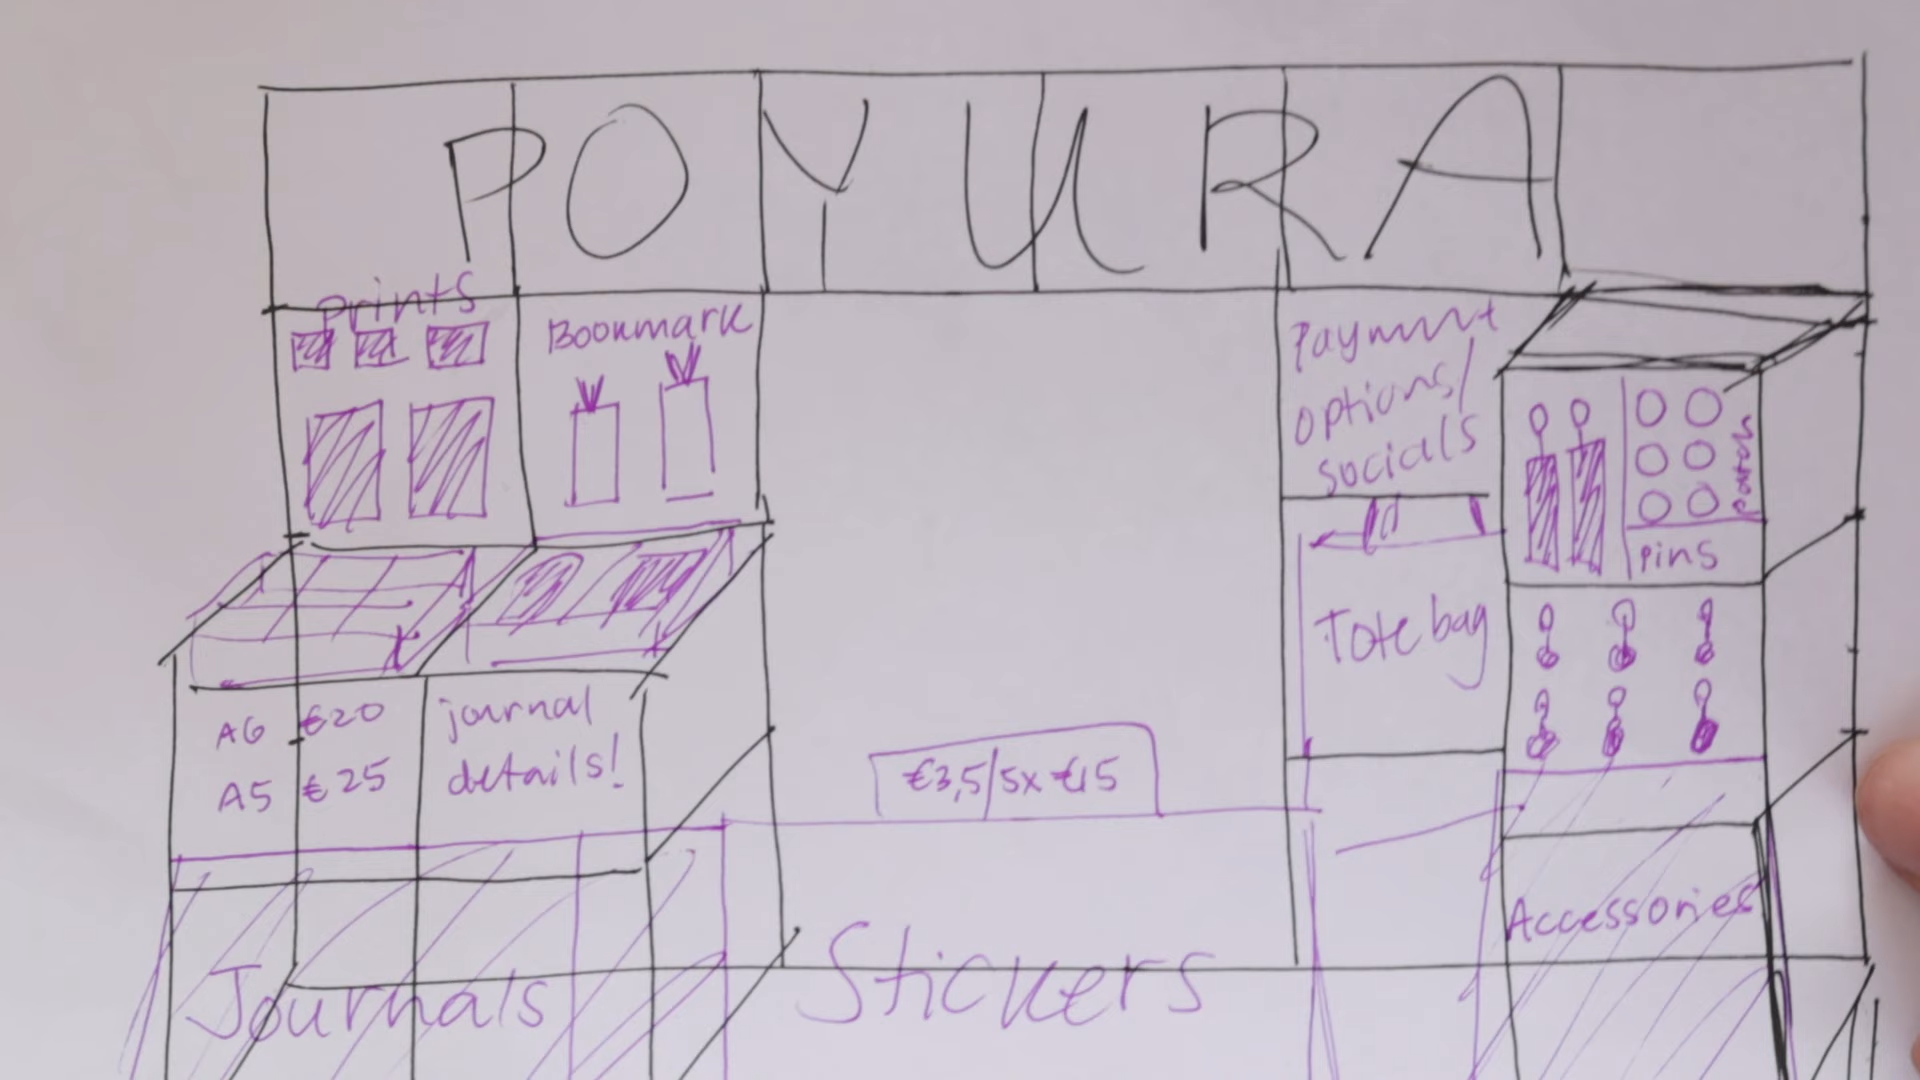 POYURA
prints
Bookmark
Payment
options/
socials
Patch
Pins
Tote bag
A6 €20
A5 €25
journal
details!
€3,5/5x €15
Accessories
Journals
Stickers